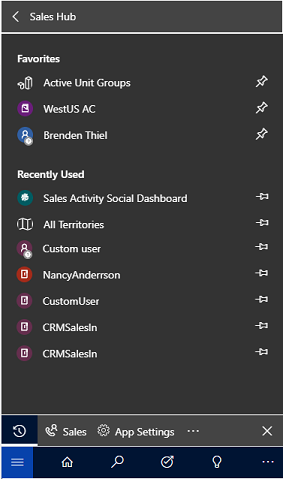 Sales Hub
Favorites
Active Unit Groups
WestUS AC
Brenden Thiel
Recently Used
Sales Activity Social Dashboard
All Territories
Custom user
NancyAnderrson
CustomUser
CRMSalesIn
CRMSalesIn
Sales App Settings ...
...